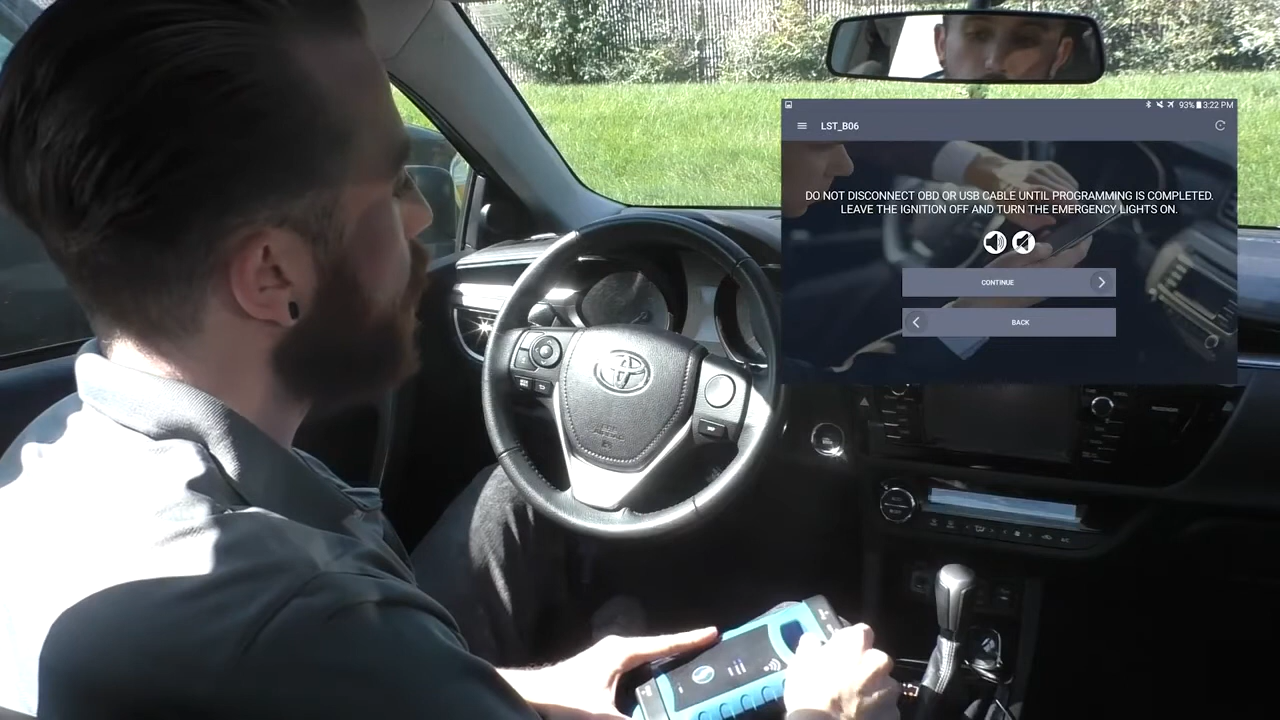 93% 3:22 PM
LST_B06
DO NOT DISCONNECT OBD OR USB CABLE UNTIL PROGRAMMING IS COMPLETED.
LEAVE THE IGNITION OFF AND TURN THE EMERGENCY LIGHTS ON.
CONTINUE
BACK